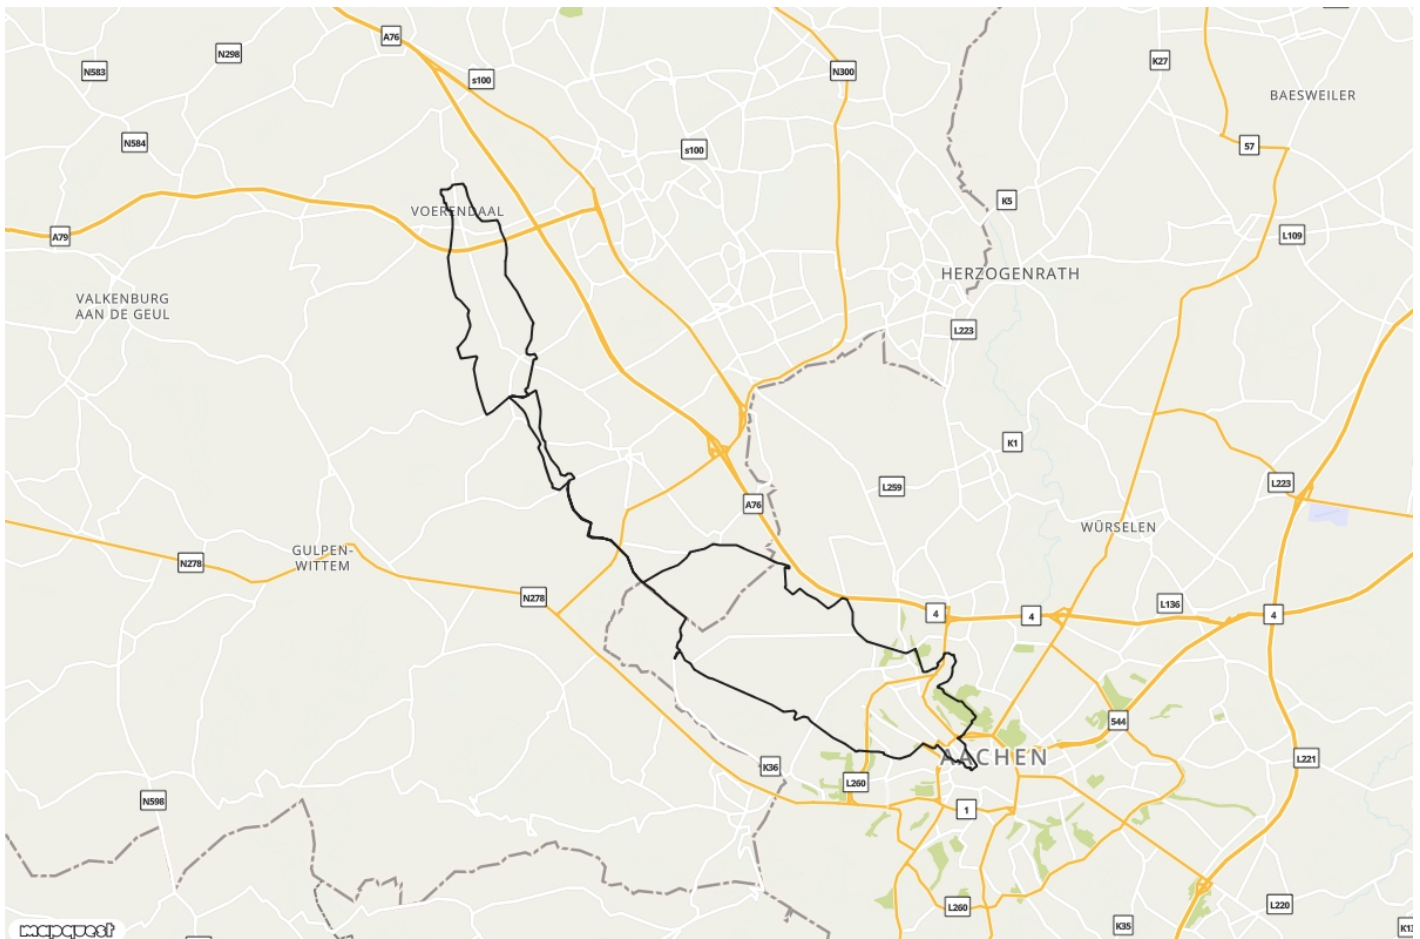 A76
N298
N583
s100
N300
K27
BAESWEILER
N584
s100
57
K5
VOERENDAAL
A79
L109
HERZOGENRATH
VALKENBURG
AAN DE GEUL
L223
K1
L259
L223
A76
WÜRSELEN
GULPEN-
WITTEM
N278
N278
L136
4
4
4
544
AACHEN
K36
L260
L221
N598
1
L260
L220
K35
mapquest